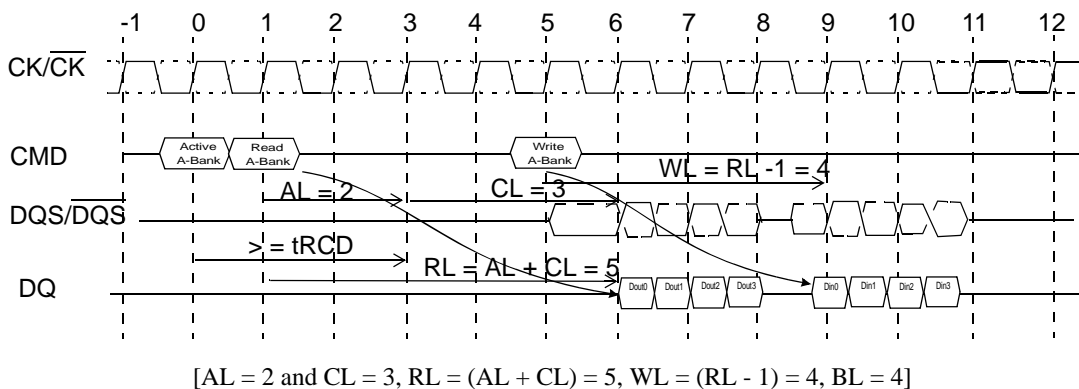 -1 0 1 2 3 4 5 6 7 8 9 10 11 12
CK/CK
CMD
Active
A-Bank
Read
A-Bank
Write
A-Bank
WL = RL -1 = 4
AL = 2
CL = 3
DQS/DQS
> = tRCD
RL = AL + CL = 5
DQ
Dout0 Dout1 Dout2 Dout3
Din0 Din1 Din2 Din3
[AL = 2 and CL = 3, RL = (AL + CL) = 5, WL = (RL - 1) = 4, BL = 4]